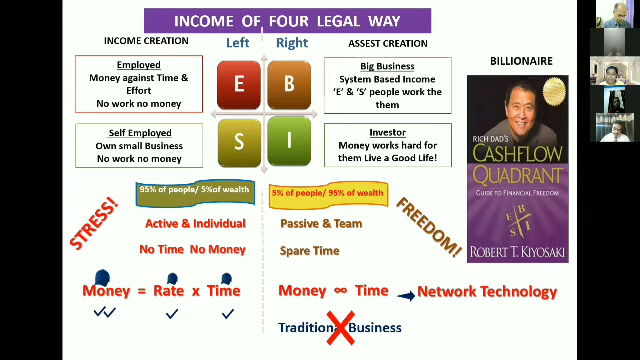 INCOME OF FOUR LEGAL WAY
INCOME CREATION
Left
Right
ASSEST CREATION
Employed
Money against Time &
Effort
No work no money
E
B
Big Business
System Based Income
'E' & 'S' people work the
them
Self Employed
Own small Business
No work no money
S
I
Investor
Money works hard for
them Live a Good Life!
BILLIONAIRE
RICH DAD'S
CASHFLOW
QUADRANT
GUIDE TO FINANCIAL FREEDOM
E B
S I
ROBERT T. KIYOSAKI
95% of people/ 5%of wealth
5% of people/ 95% of wealth
STRESS!
Active & Individual
No Time No Money
Passive & Team
Spare Time
FREEDOM!
Money = Rate x Time
Money ∞ Time
Network Technology
Traditional Business